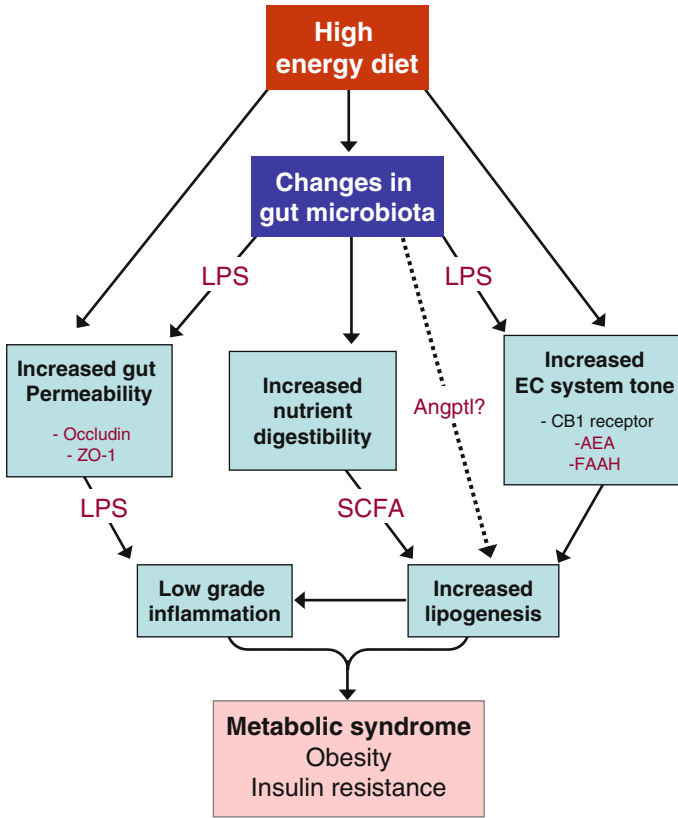 High
energy diet
Changes in
gut microbiota
LPS
LPS
Increased gut
Permeability
- Occludin
- ZO-1
Increased
nutrient
digestibility
Angptl?
Increased
EC system tone
- CB1 receptor
-AEA
-FAAH
LPS
SCFA
Low grade
inflammation
Increased
lipogenesis
Metabolic syndrome
Obesity
Insulin resistance